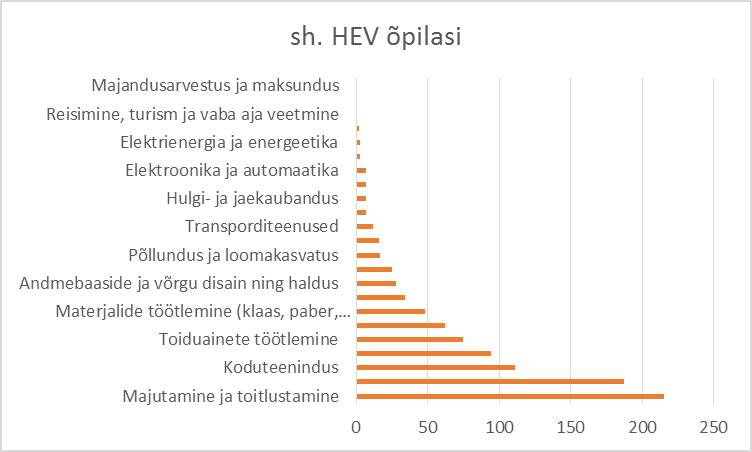 sh. HEV õpilasi
Majandusarvestus ja maksundus
Reisimine, turism ja vaba aja veetmine
Elektrienergia ja energeetika
Elektroonika ja automaatika
Hulgi- ja jaekaubandus
Transporditeenused
Põllundus ja loomakasvatus
Andmebaaside ja võrgu disain ning haldus
Materjalide töötlemine (klaas, paber,...
Toiduainete töötlemine
Koduteenindus
Majutamine ja toitlustamine
0 50 100 150 200 250